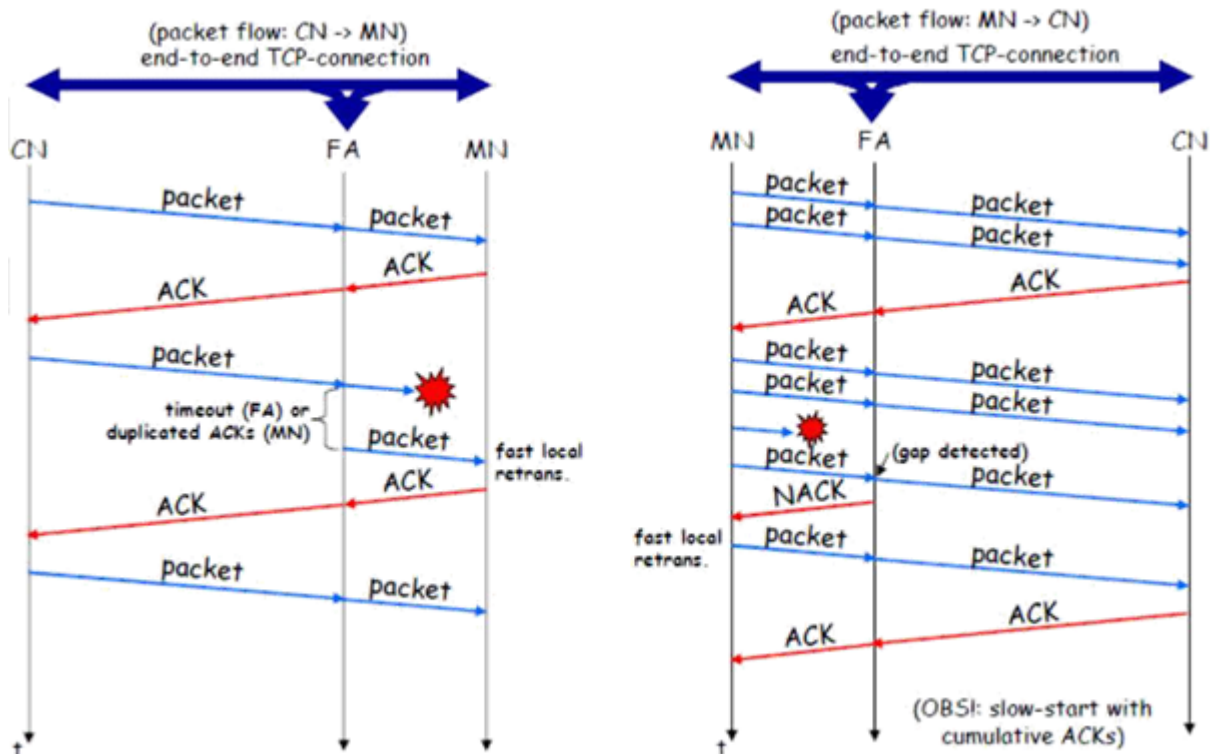 (packet flow: CN -> MN)
end-to-end TCP-connection
CN
FA
MN
packet
packet
ACK
ACK
packet
timeout (FA) or
duplicated ACKs (MN)
packet
fast local
retrans.
ACK
ACK
packet
packet
t
(packet flow: MN -> CN)
end-to-end TCP-connection
MN
FA
CN
packet
packet
packet
packet
ACK
ACK
packet
packet
packet
packet
(gap detected)
packet
packet
NACK
fast local
retrans.
packet
packet
ACK
ACK
(OBS!: slow-start with
cumulative ACKs)
t